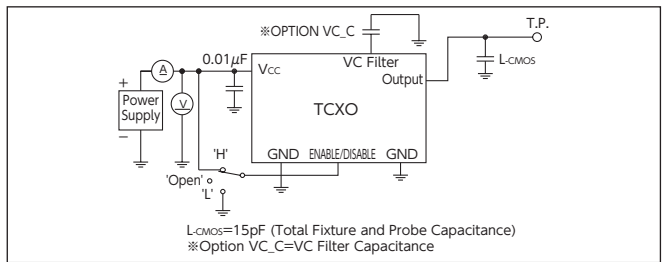 ※OPTION VC_C
T.P.
0.01μF
VCC
VC Filter
L-CMOS
Output
+
A
Power
Supply
V
TCXO
−
'H'
GND
ENABLE/DISABLE
GND
'Open'
'L'
L-CMOS=15pF (Total Fixture and Probe Capacitance)
※Option VC_C=VC Filter Capacitance